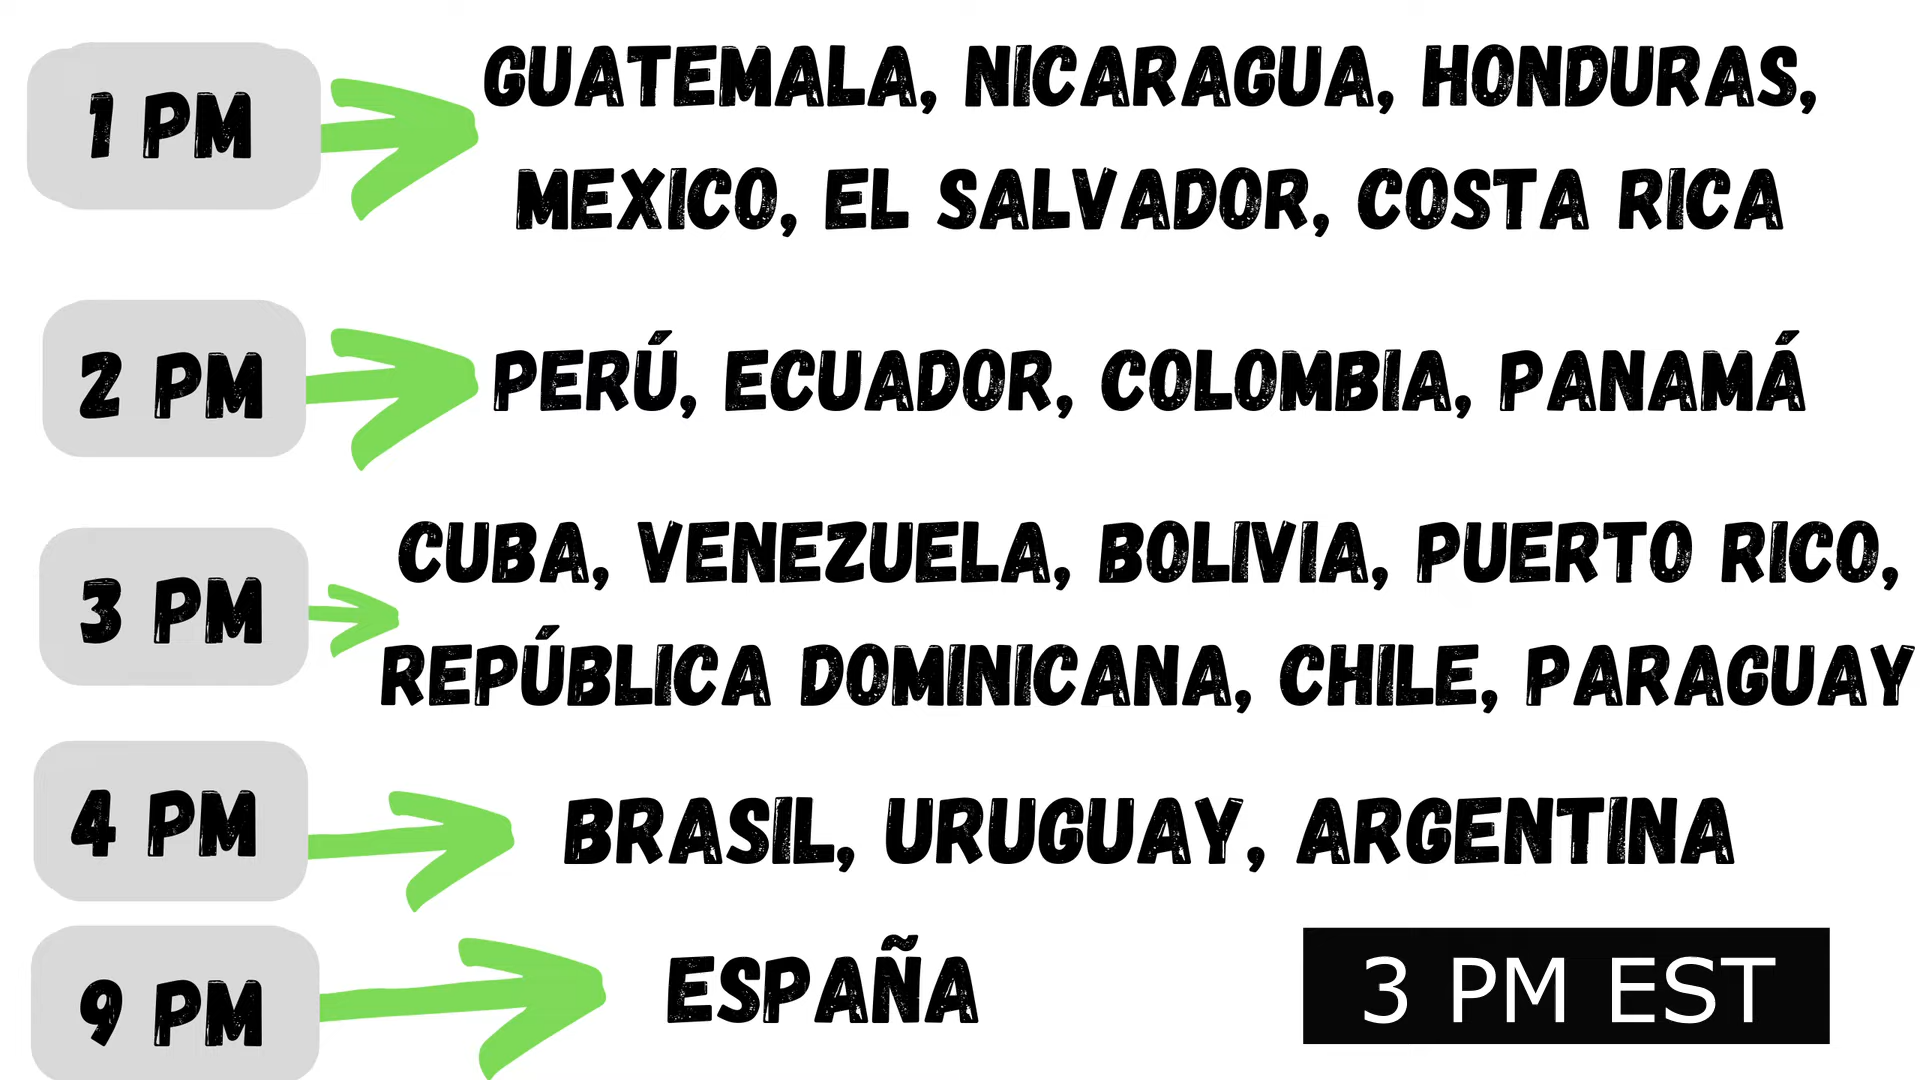 1 PM
GUATEMALA, NICARAGUA, HONDURAS,
MEXICO, EL SALVADOR, COSTA RICA
2 PM
PERÚ, ECUADOR, COLOMBIA, PANAMÁ
3 PM
CUBA, VENEZUELA, BOLIVIA, PUERTO RICO,
REPÚBLICA DOMINICANA, CHILE, PARAGUAY
4 PM
BRASIL, URUGUAY, ARGENTINA
9 PM
ESPAÑA
3 PM EST